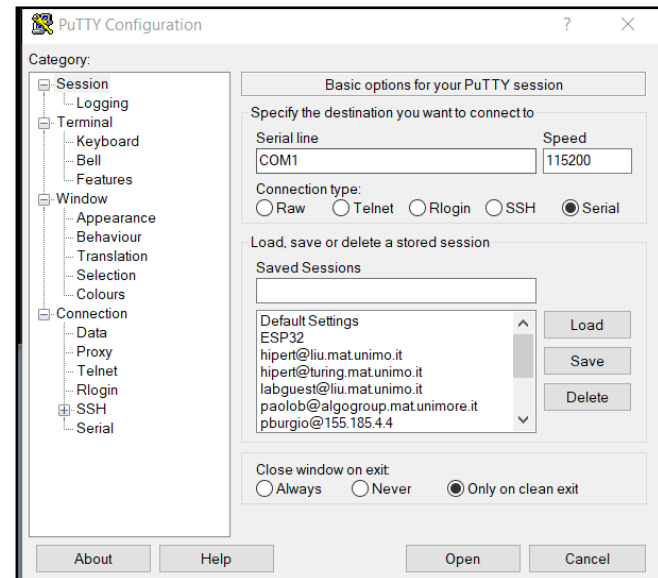 PuTTY Configuration
?
Category:
Session
Logging
Terminal
Keyboard
Bell
Features
Window
Appearance
Behaviour
Translation
Selection
Colours
Connection
Data
Proxy
Telnet
Rlogin
SSH
Serial
Basic options for your PuTTY session
Specify the destination you want to connect to
Serial line Speed
COM1 115200
Connection type:
Raw Telnet Rlogin SSH Serial
Load, save or delete a stored session
Saved Sessions
Default Settings
ESP32
hipert@liu.mat.unimo.it
hipert@turing.mat.unimo.it
labguest@liu.mat.unimo.it
paolob@algogroup.mat.unimore.it
pburgio@155.185.4.4
Load
Save
Delete
Close window on exit:
Always Never Only on clean exit
About Help Open Cancel